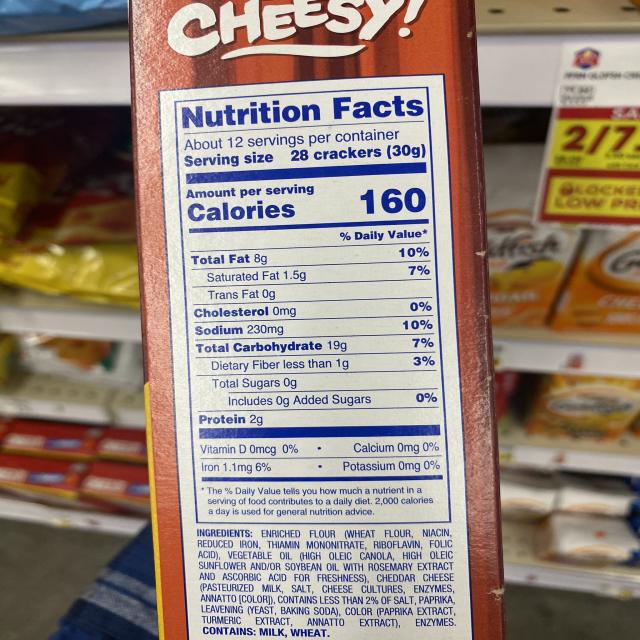 CHEESY!
Nutrition Facts
About 12 servings per container
Serving size 28 crackers (30g)
Amount per serving
Calories 160
% Daily Value*
Total Fat 8g 10%
Saturated Fat 1.5g 7%
Trans Fat 0g
Cholesterol 0mg 0%
Sodium 230mg 10%
Total Carbohydrate 19g 7%
Dietary Fiber less than 1g 3%
Total Sugars 0g
Includes 0g Added Sugars 0%
Protein 2g
Vitamin D 0mcg 0% • Calcium 0mg 0%
Iron 1.1mg 6% • Potassium 0mg 0%
* The % Daily Value tells you how much a nutrient in a
serving of food contributes to a daily diet. 2,000 calories
a day is used for general nutrition advice.
INGREDIENTS: ENRICHED FLOUR (WHEAT FLOUR, NIACIN,
REDUCED IRON, THIAMIN MONONITRATE, RIBOFLAVIN, FOLIC
ACID), VEGETABLE OIL (HIGH OLEIC CANOLA, HIGH OLEIC
SUNFLOWER AND/OR SOYBEAN OIL WITH ROSEMARY EXTRACT
AND ASCORBIC ACID FOR FRESHNESS), CHEDDAR CHEESE
(PASTEURIZED MILK, SALT, CHEESE CULTURES, ENZYMES,
ANNATTO [COLOR]), CONTAINS LESS THAN 2% OF SALT, PAPRIKA,
LEAVENING (YEAST, BAKING SODA), COLOR (PAPRIKA EXTRACT,
TURMERIC EXTRACT, ANNATTO EXTRACT), ENZYMES.
CONTAINS: MILK, WHEAT.
2/7
LOW